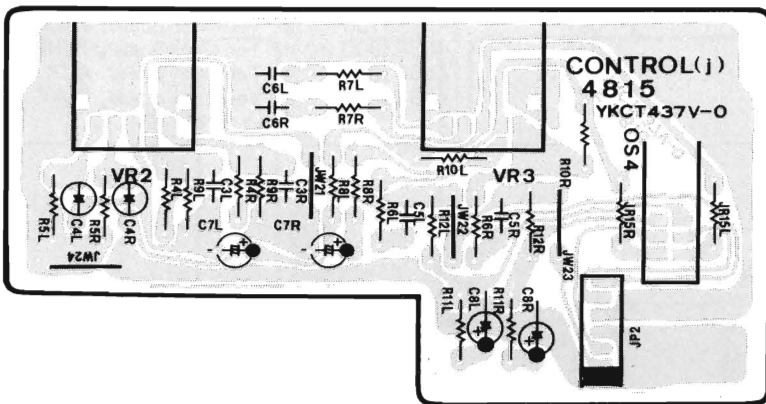 CONTROL(j)
4815
YKCT437V-0
OS4
C6L
R7L
C6R
R7R
R10L
VR2
VR3
R10R
R5L
C4L
R5R
C4R
R4L
R9L
C3L
R4R
R9R
C3R
JW21
R8L
R8R
R6L
C5L
R12L
JW22
R6R
C5R
R12R
JW23
R15R
R15L
C7L
C7R
JW24
R11L
C8L
R11R
C8R
JP2